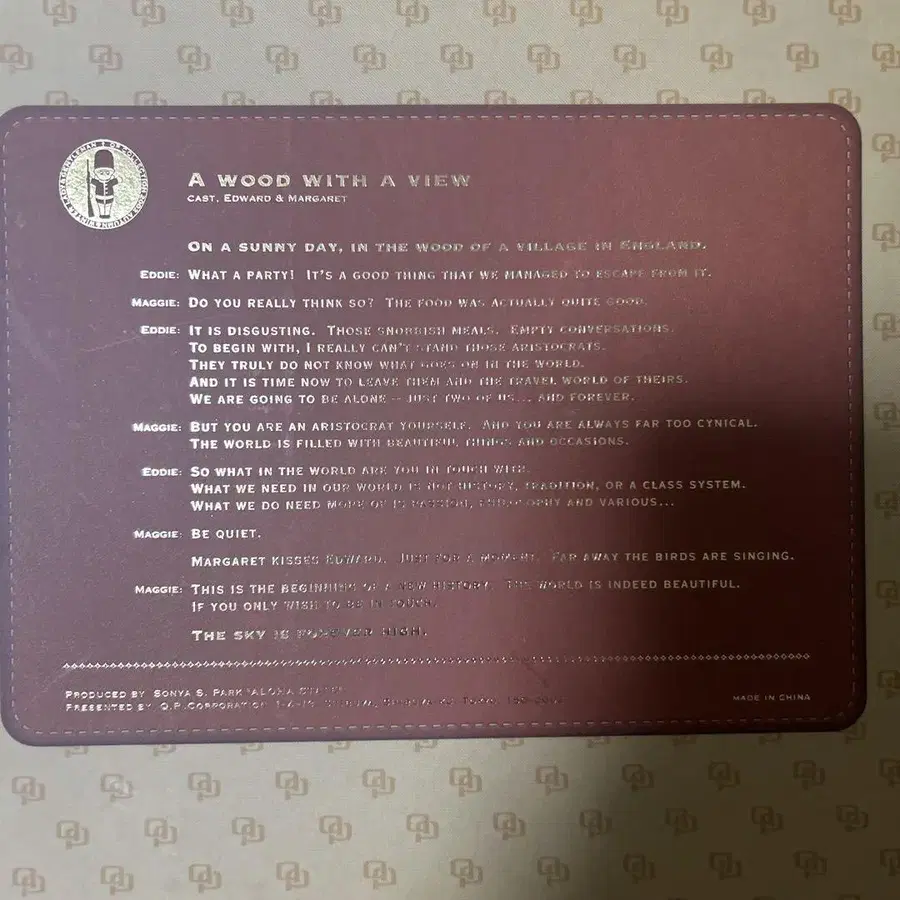 A WOOD WITH A VIEW
CAST, EDWARD & MARGARET
ON A SUNNY DAY, IN THE WOOD OF A VILLAGE IN ENGLAND.
EDDIE: WHAT A PARTY! IT'S A GOOD THING THAT WE MANAGED TO ESCAPE FROM IT.
MAGGIE: DO YOU REALLY THINK SO? THE FOOD WAS ACTUALLY QUITE GOOD.
EDDIE: IT IS DISGUSTING. THOSE SNOBBISH MEALS. EMPTY CONVERSATIONS.
TO BEGIN WITH, I REALLY CAN'T STAND THOSE ARISTOCRATS.
THEY TRULY DO NOT KNOW WHAT GOES ON IN THE WORLD.
AND IT IS TIME NOW TO LEAVE THEM AND THE TRAVEL WORLD OF THEIRS.
WE ARE GOING TO BE ALONE -- JUST TWO OF US... AND FOREVER.
MAGGIE: BUT YOU ARE AN ARISTOCRAT YOURSELF. AND YOU ARE ALWAYS FAR TOO CYNICAL.
THE WORLD IS FILLED WITH BEAUTIFUL THINGS AND OCCASIONS.
EDDIE: SO WHAT IN THE WORLD ARE YOU IN TOUCH WITH.
WHAT WE NEED IN OUR WORLD IS NOT HISTORY, TRADITION, OR A CLASS SYSTEM.
WHAT WE DO NEED MORE OF IS PASSION, PHILOSOPHY AND VARIOUS...
MAGGIE: BE QUIET.
MARGARET KISSES EDWARD. JUST FOR A MOMENT. FAR AWAY THE BIRDS ARE SINGING.
MAGGIE: THIS IS THE BEGINNING OF A NEW HISTORY. THE WORLD IS INDEED BEAUTIFUL.
IF YOU ONLY WISH TO BE IN TOUCH.
THE SKY IS FOREVER HIGH.
PRODUCED BY SONYA S. PARK
PRESENTED BY O.P. CORPORATION
MADE IN CHINA